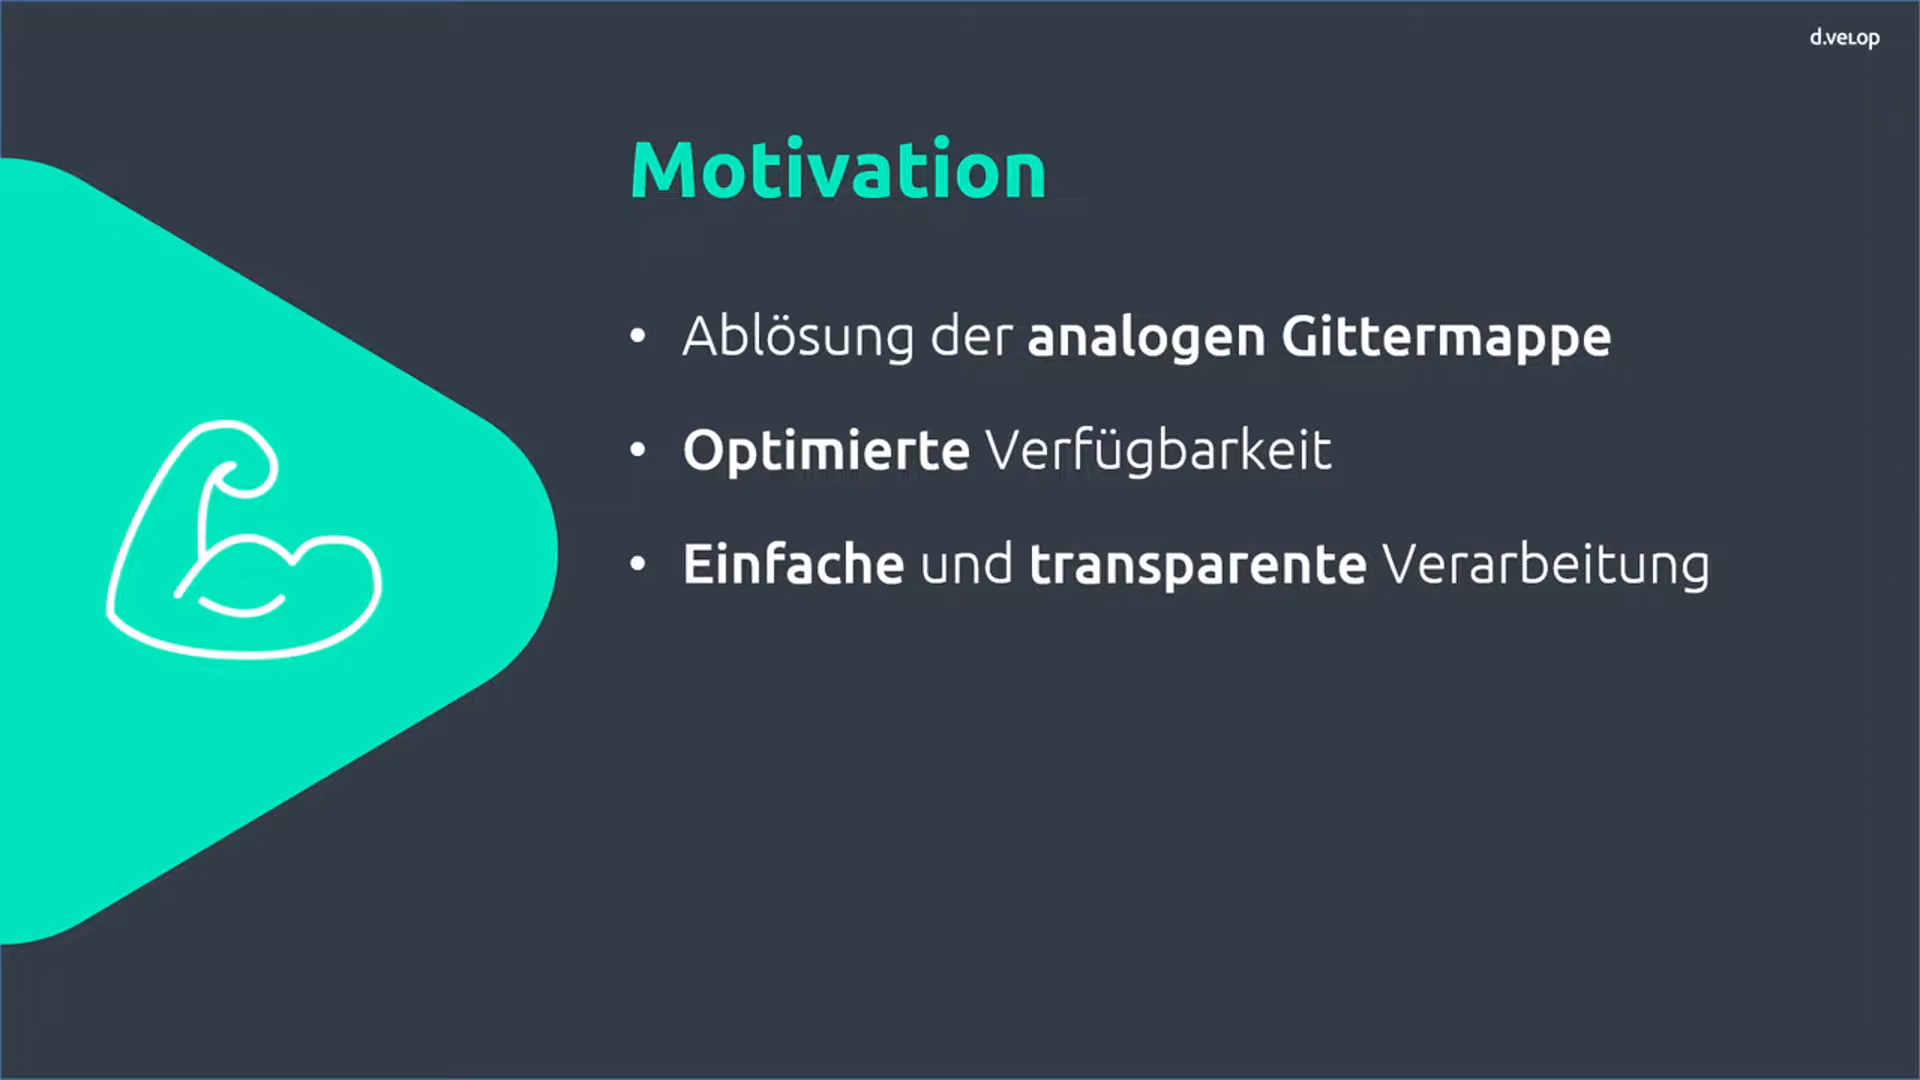 d.velop
Motivation
• Ablösung der analogen Gittermappe
• Optimierte Verfügbarkeit
• Einfache und transparente Verarbeitung